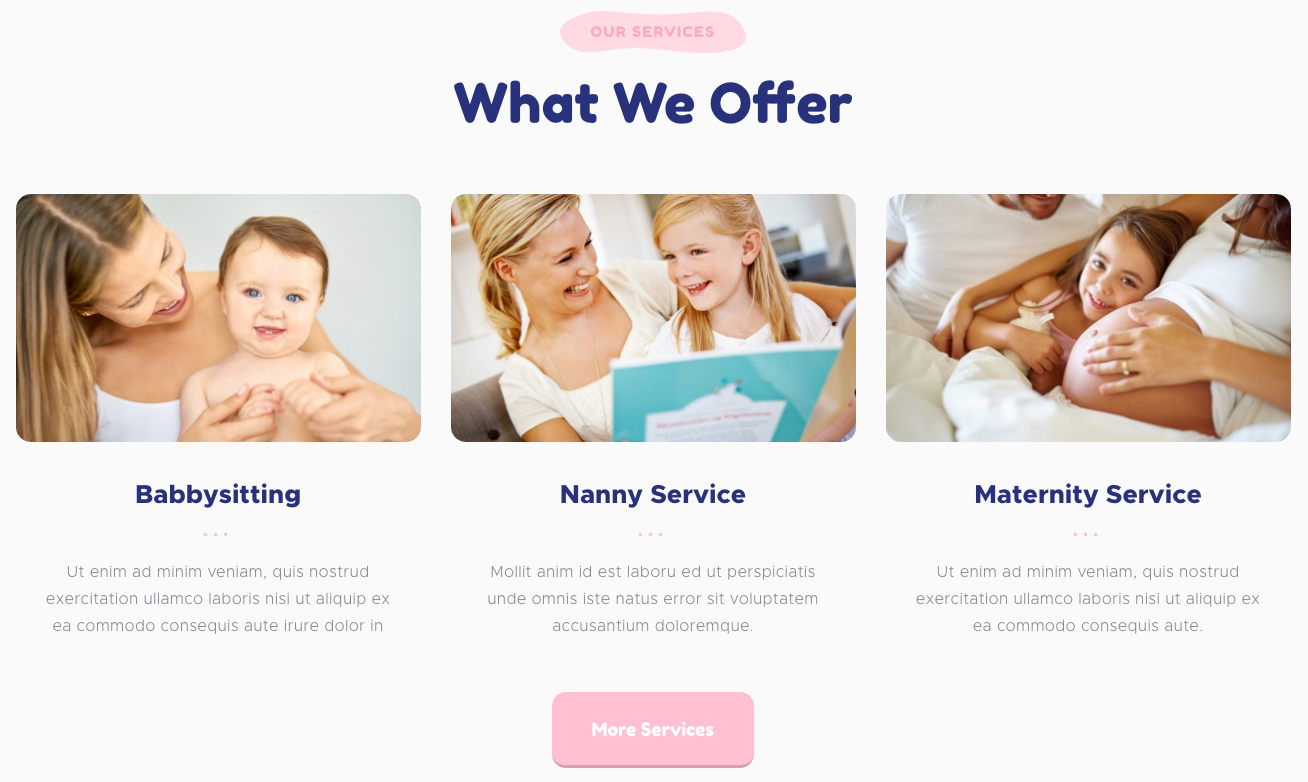 OUR SERVICES
What We Offer
Babbysitting
Nanny Service
Maternity Service
Ut enim ad minim veniam, quis nostrud
exercitation ullamco laboris nisi ut aliquip ex
ea commodo consequis aute irure dolor in
Mollit anim id est laboru ed ut perspiciatis
unde omnis iste natus error sit voluptatem
accusantium doloremque.
Ut enim ad minim veniam, quis nostrud
exercitation ullamco laboris nisi ut aliquip ex
ea commodo consequis aute.
More Services